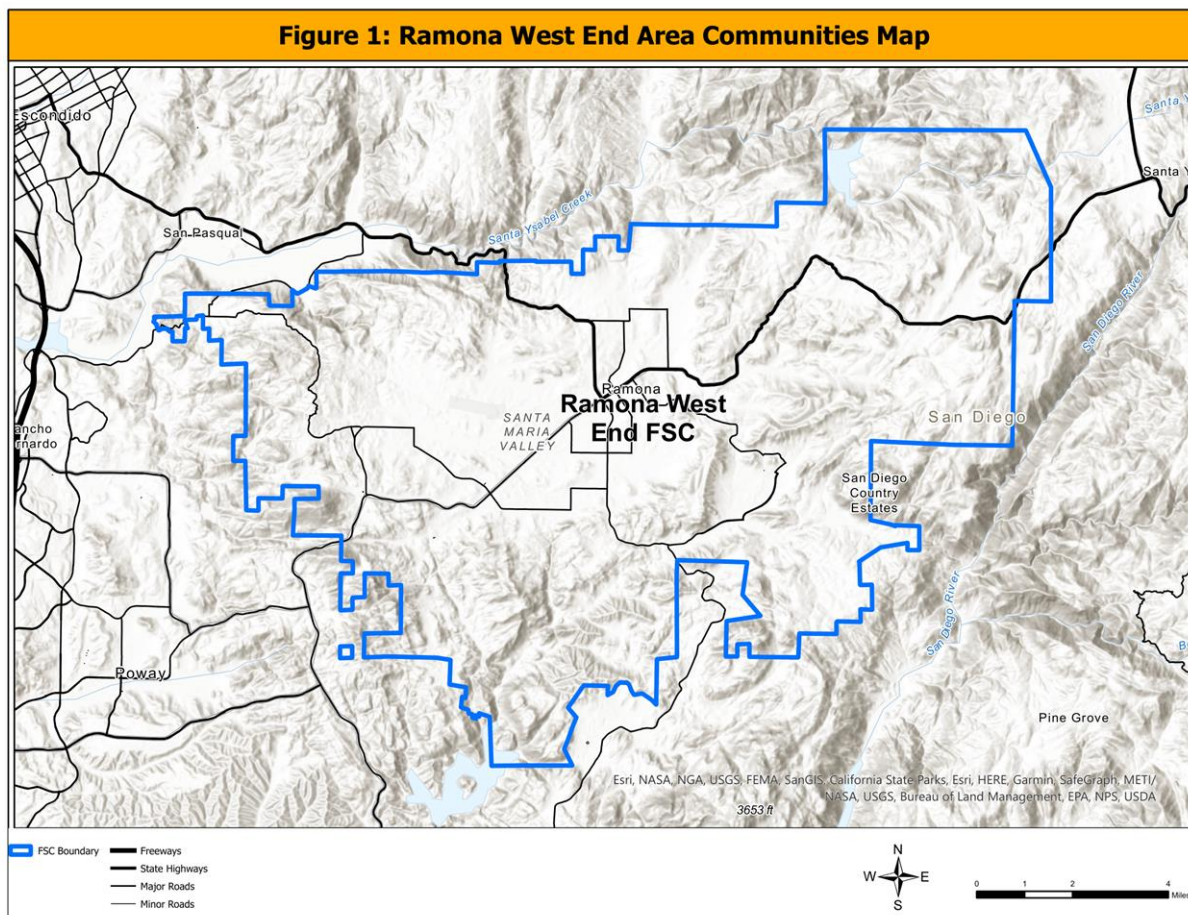 Figure 1: Ramona West End Area Communities Map
Escondido
Santa Y
Santa Y
San Pasqual
Santa Ysabel Creek
San Diego River
Ramona
Ramona West
End FSC
SANTA
MARIA
VALLEY
San Diego
ancho
rnardo
San Diego
Country
Estates
San Diego River
Poway
Pine Grove
Esri, NASA, NGA, USGS, FEMA, SanGIS, California State Parks, Esri, HERE, Garmin, SafeGraph, METI/
NASA, USGS, Bureau of Land Management, EPA, NPS, USDA
3653 ft
FSC Boundary
Freeways
State Highways
Major Roads
Minor Roads
N
W E
S
0 1 2 4
Miles